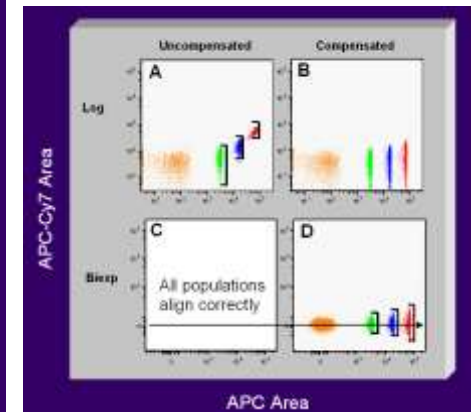 Uncompensated Compensated
A B
Log
APC-Cy7 Area
C D
All populations
align correctly
Biexp
APC Area